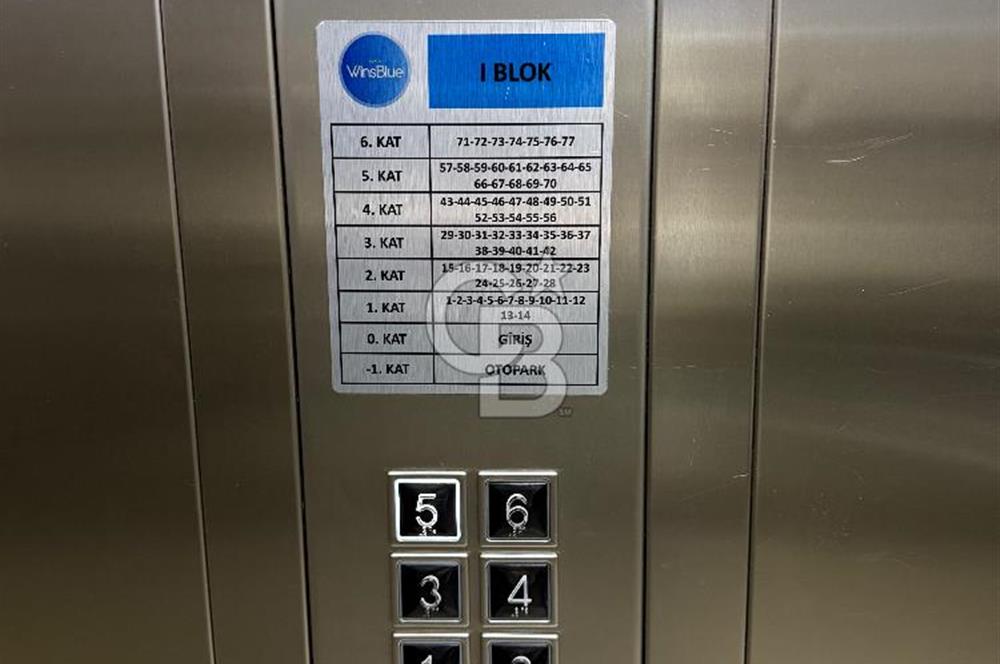 WinsBlue
I BLOK
6. KAT 71-72-73-74-75-76-77
5. KAT 57-58-59-60-61-62-63-64-65
66-67-68-69-70
4. KAT 43-44-45-46-47-48-49-50-51
52-53-54-55-56
3. KAT 29-30-31-32-33-34-35-36-37
38-39-40-41-42
2. KAT 15-16-17-18-19-20-21-22-23
24-25-26-27-28
1. KAT 1-2-3-4-5-6-7-8-9-10-11-12
13-14
0. KAT GİRİŞ
-1. KAT OTOPARK
CB
SM
5 6
3 4